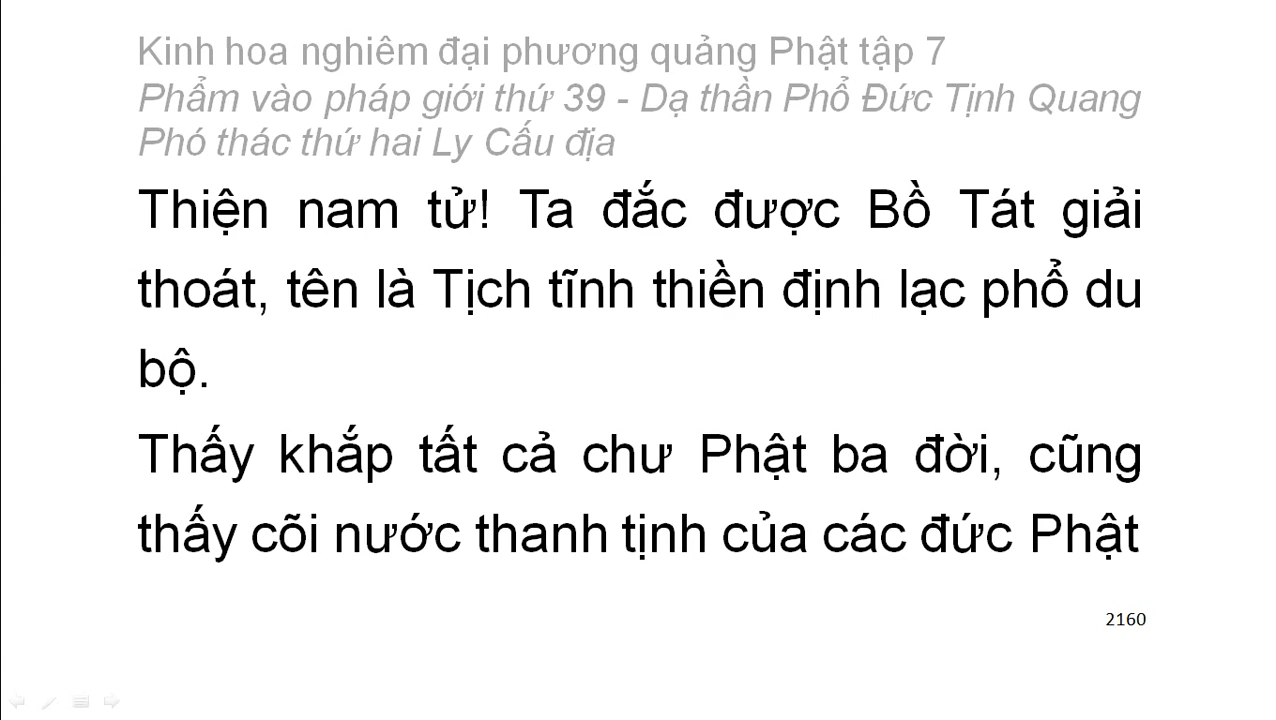 Kinh hoa nghiêm đại phương quảng Phật tập 7
Phẩm vào pháp giới thứ 39 - Dạ thần Phổ Đức Tịnh Quang
Phó thác thứ hai Ly Cấu địa
Thiện nam tử! Ta đắc được Bồ Tát giải
thoát, tên là Tịch tĩnh thiền định lạc phổ du
bộ.
Thấy khắp tất cả chư Phật ba đời, cũng
thấy cõi nước thanh tịnh của các đức Phật
2160